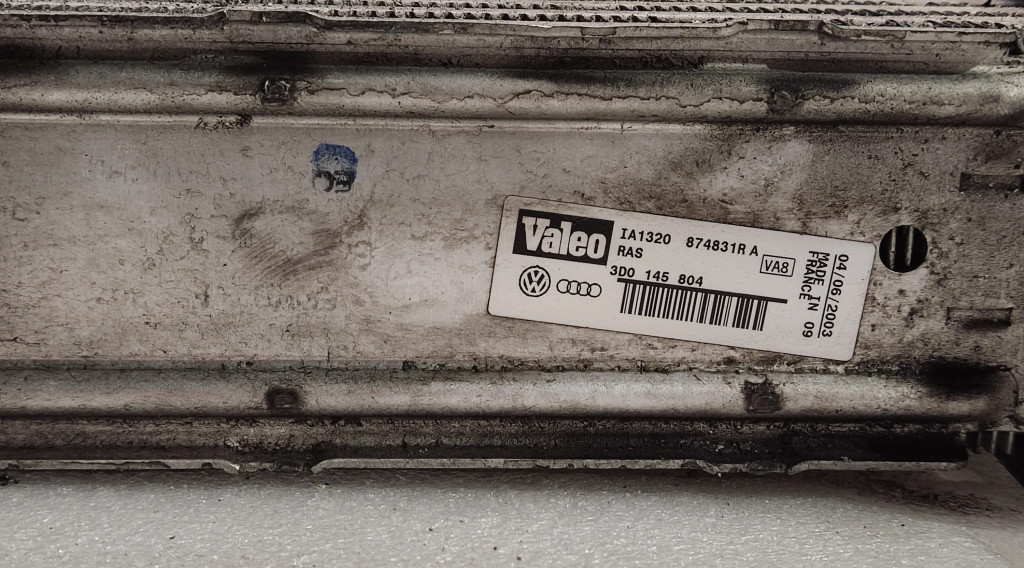 Valeo
IA1320 874831R A
RAS
VA8
3D0 145 804
04/06/2003
MADE IN 09
FRANCE